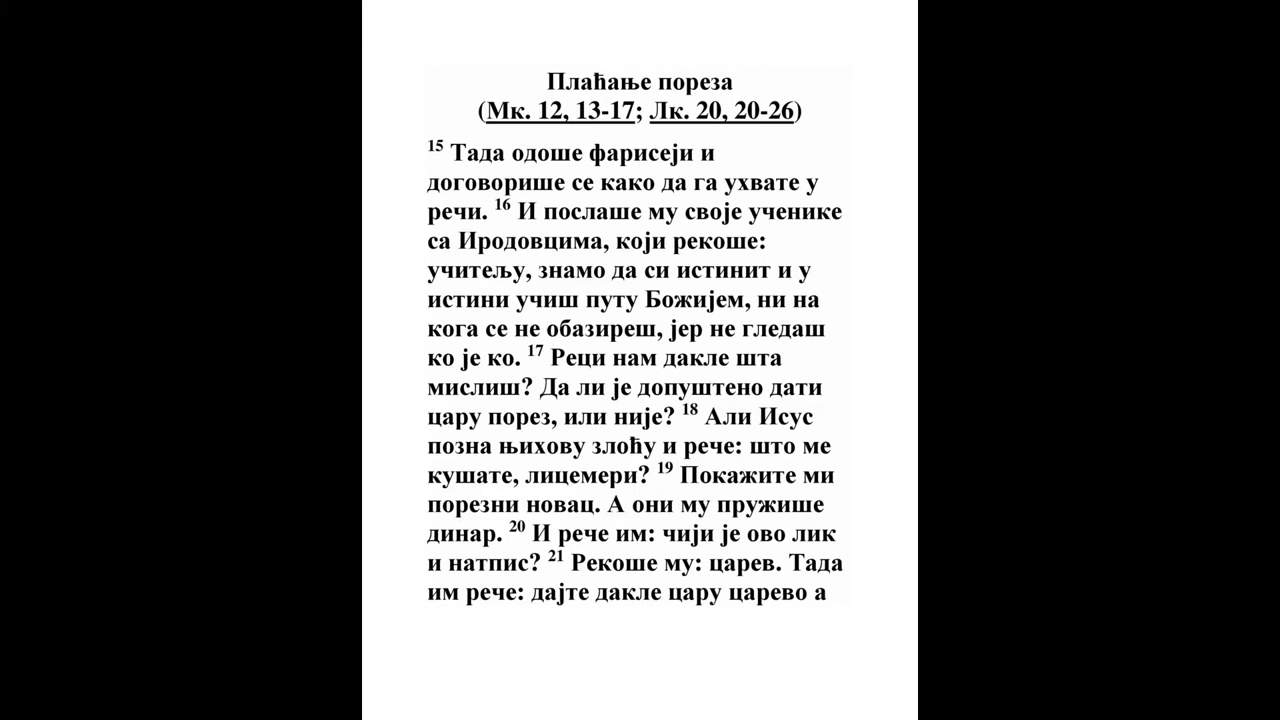 Плаћање пореза
(Мк. 12, 13-17; Лк. 20, 20-26)
15 Тада одоше фарисеји и
договорише се како да га ухвате у
речи. 16 И послаше му своје ученике
са Иродовцима, који рекоше:
учитељу, знамо да си истинит и у
истини учиш путу Божијем, ни на
кога се не обазиреш, јер не гледаш
ко је ко. 17 Реци нам дакле шта
мислиш? Да ли је допуштено дати
цару порез, или није? 18 Али Исус
позна њихову злоћу и рече: што ме
кушате, лицемери? 19 Покажите ми
порезни новац. А они му пружише
динар. 20 И рече им: чији је ово лик
и натпис? 21 Рекоше му: царев. Тада
им рече: дајте дакле цару царево а